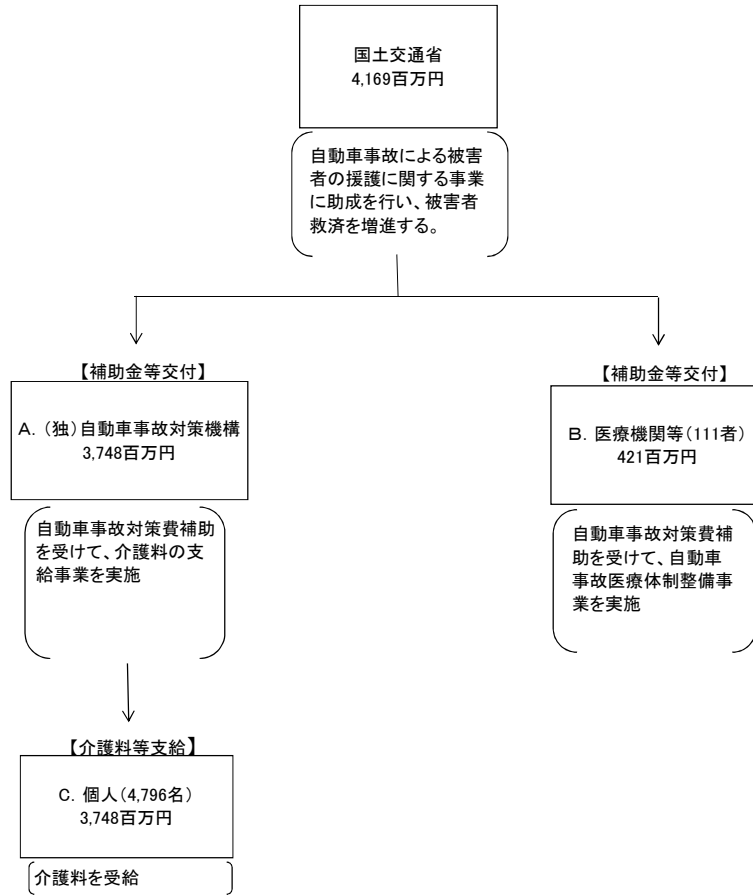 国土交通省
4,169百万円
自動車事故による被害
者の援護に関する事業
に助成を行い、被害者
救済を増進する。
【補助金等交付】
A．（独）自動車事故対策機構
3,748百万円
自動車事故対策費補助
を受けて、介護料の支
給事業を実施
【補助金等交付】
B．医療機関等（111者）
421百万円
自動車事故対策費補
助を受けて、自動車
事故医療体制整備事
業を実施
【介護料等支給】
C．個人（4,796名）
3,748百万円
介護料を受給